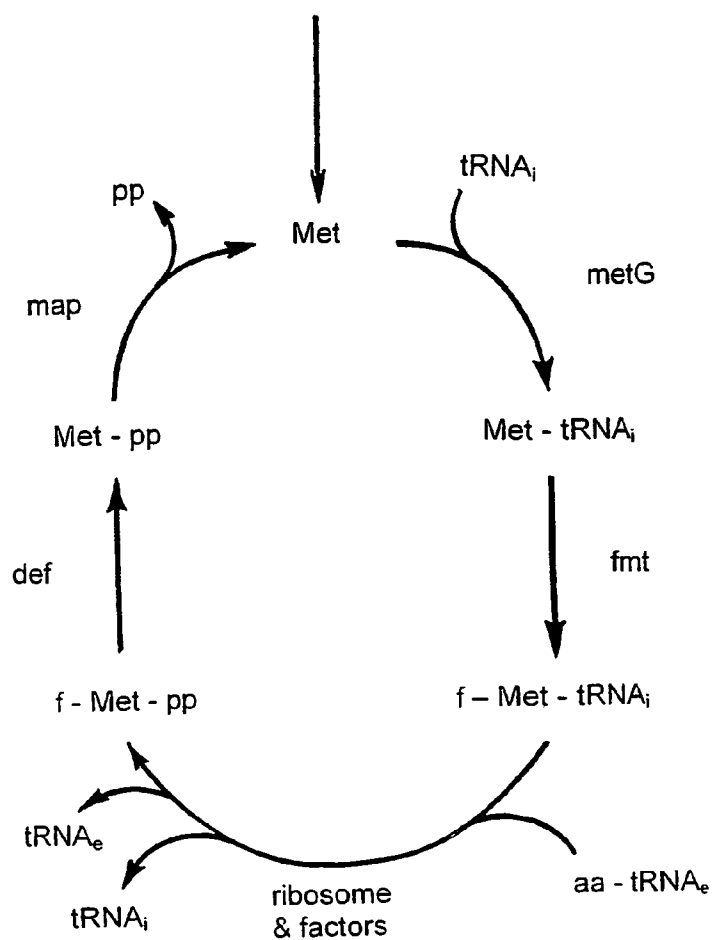 pp
tRNAi
Met
metG
map
Met - pp
Met - tRNAi
def
fmt
f - Met - pp
f – Met - tRNAi
tRNAe
aa - tRNAe
tRNAi
ribosome
& factors